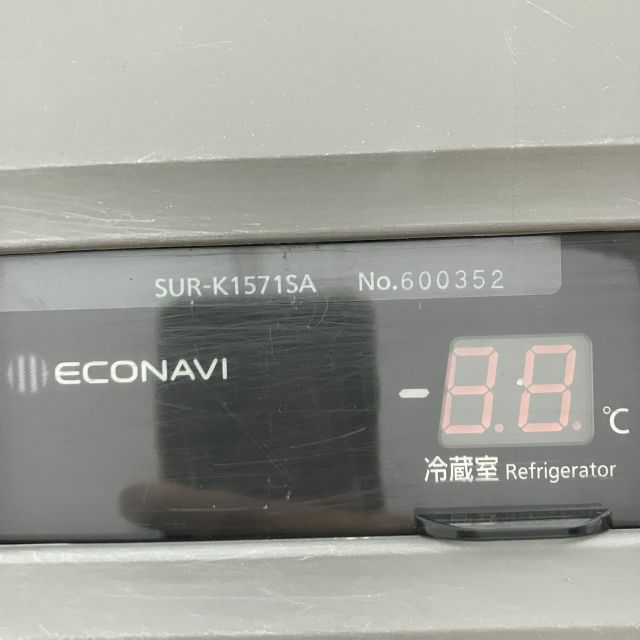 SUR-K1571SA No.600352
ECONAVI
-8.8. ℃
冷蔵室 Refrigerator